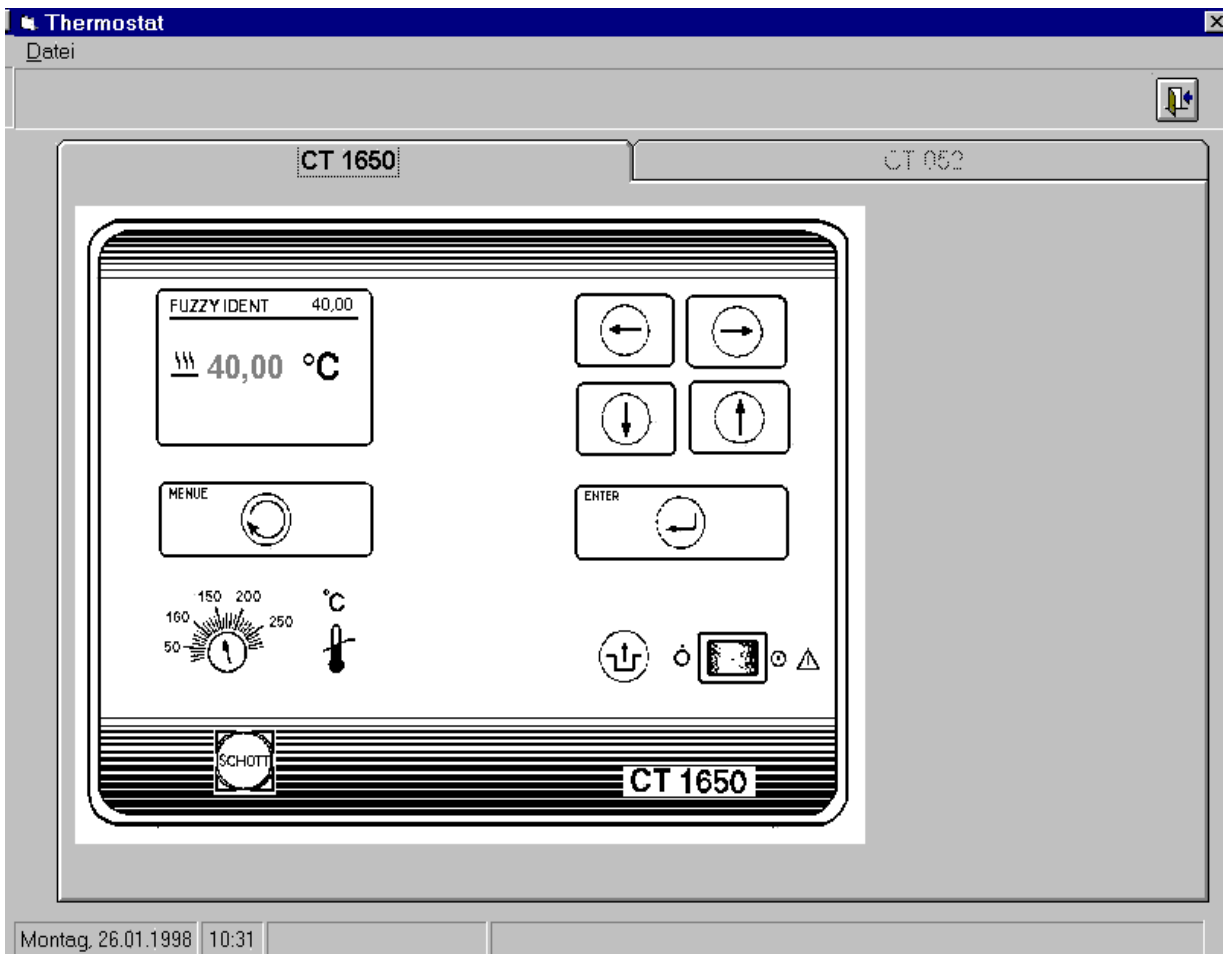 Thermostat
Datei
CT 1650
CT 052
FUZZY IDENT 40,00
40,00 °C
MENUE
ENTER
150 200
100 250
50
°C
SCHOTT
CT 1650
Montag, 26.01.1998 10:31